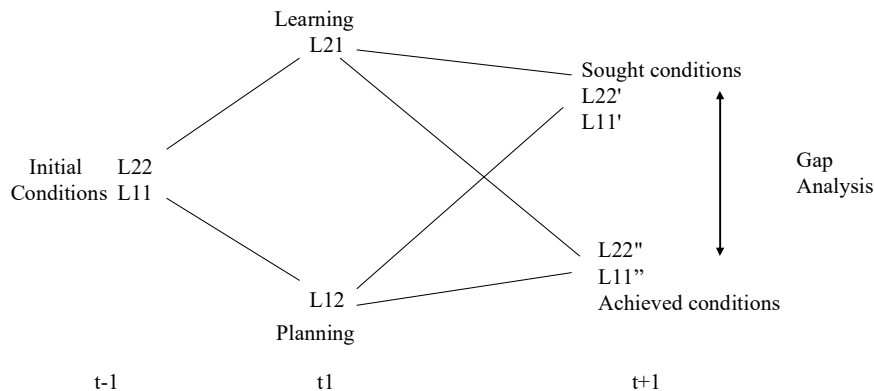 Learning
L21
Sought conditions
L22'
L11'
Initial L22
Conditions L11
Gap
Analysis
L22"
L11”
Achieved conditions
L12
Planning
t-1 t1 t+1